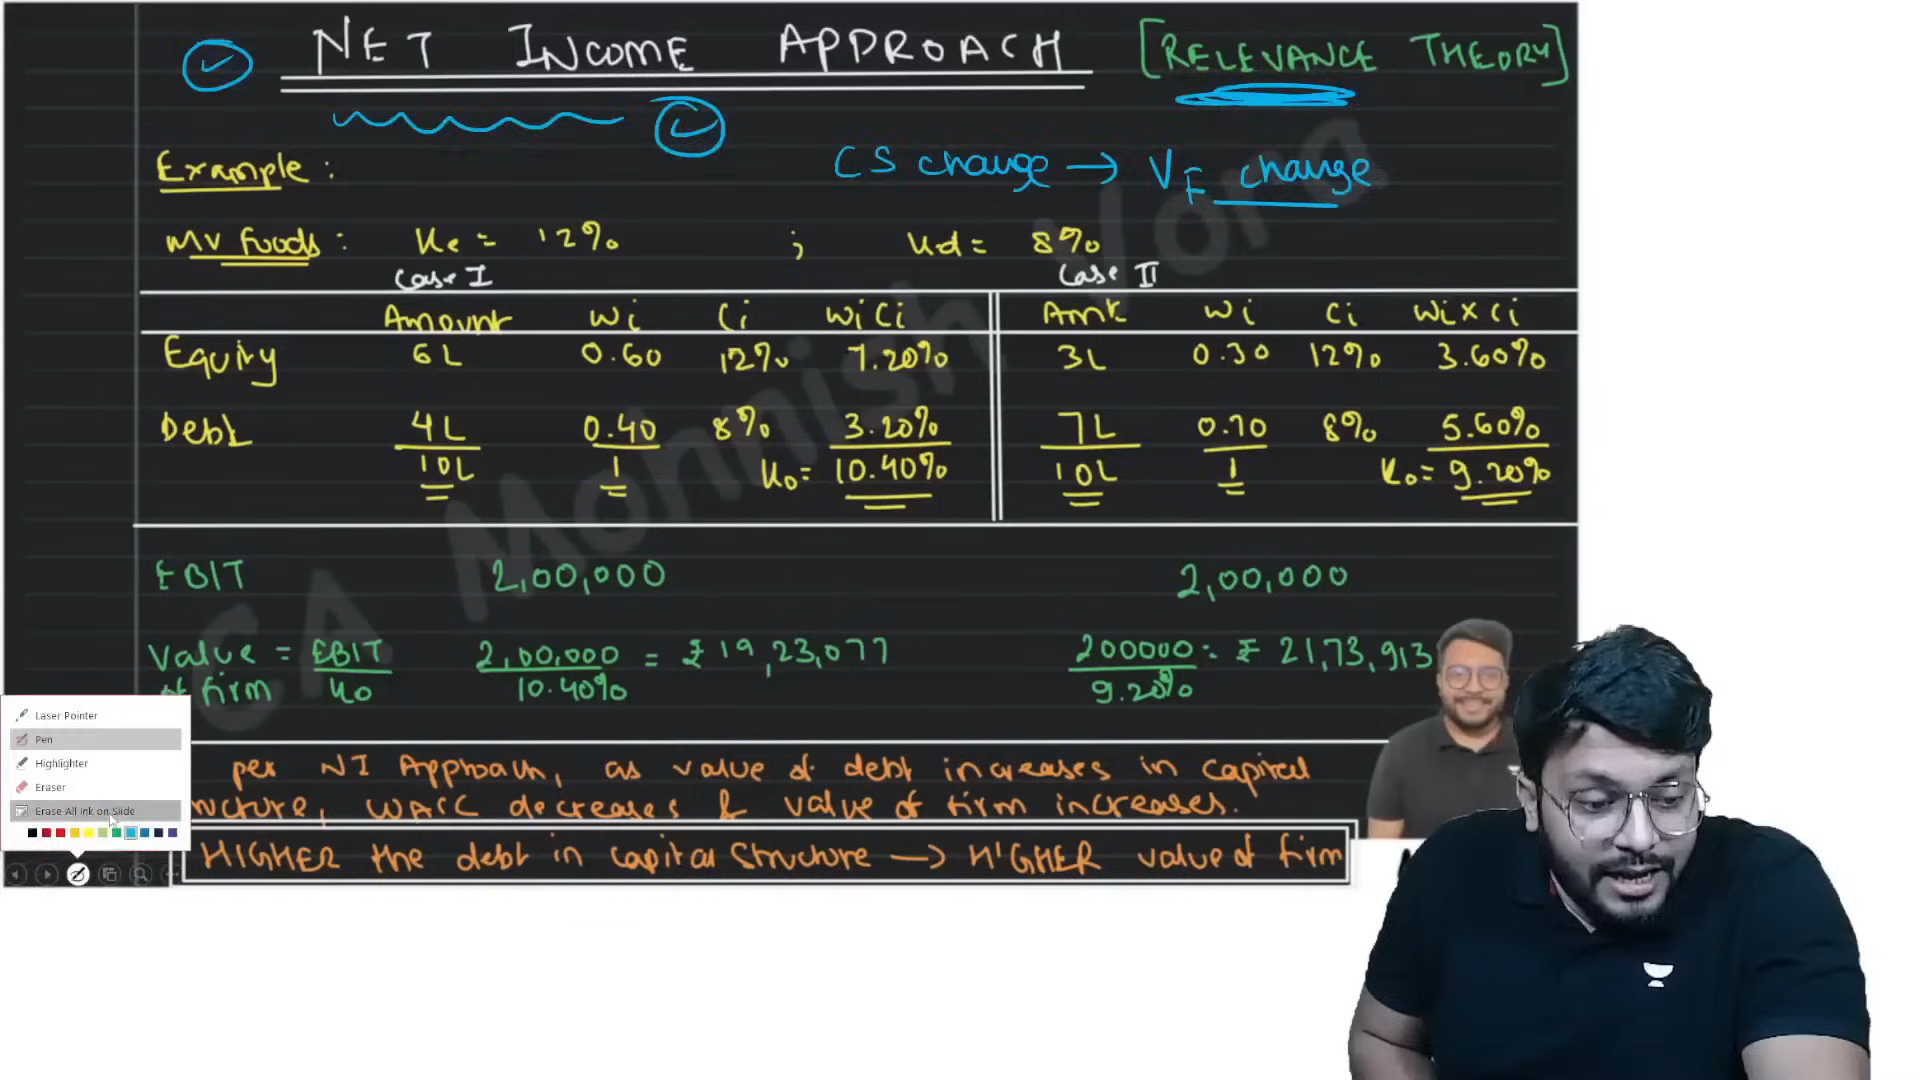 NET INCOME APPROACH [RELEVANCE THEORY]
CS change → VF change
Example :
MV Foods : Ke = 12% ; Kd = 8%
Case I Case II
Amount Wi Ci WiCi Amt Wi Ci Wi x Ci
Equity 6L 0.60 12% 7.20% 3L 0.30 12% 3.60%
Debt 4L 0.40 8% 3.20% 7L 0.70 8% 5.60%
10L 1 Ko = 10.40% 10L 1 Ko = 9.20%
EBIT 2,00,000 2,00,000
Value of firm = EBIT / Ko 2,00,000 / 10.40% = ₹ 19,23,077 200000 / 9.20% = ₹ 21,73,913
per NI Approach, as value of debt increases in capital
ucture, WACC decreases & value of firm increases.
HIGHER the debt in capital structure → HIGHER value of firm
CA Monnish Vora
Laser Pointer
Pen
Highlighter
Eraser
Erase All Ink on Slide